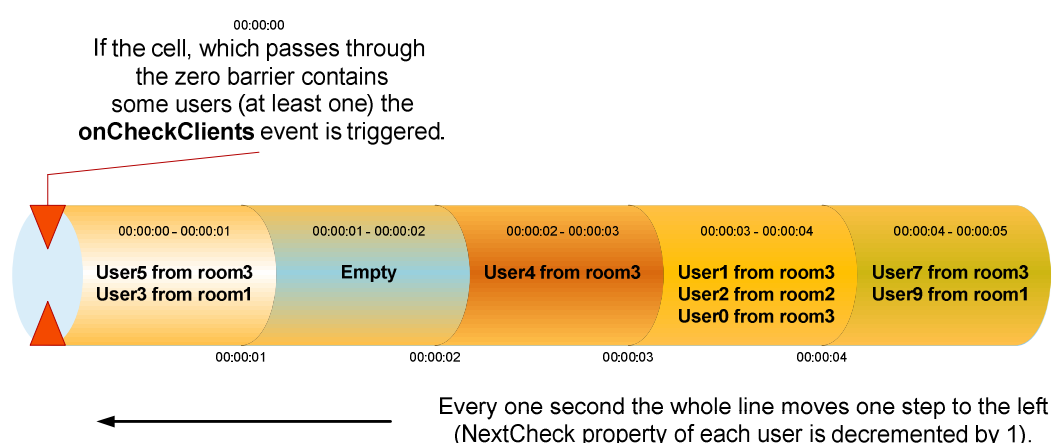 00:00:00
If the cell, which passes through
the zero barrier contains
some users (at least one) the
onCheckClients event is triggered.
00:00:00 - 00:00:01
User5 from room3
User3 from room1
00:00:01 - 00:00:02
Empty
00:00:02 - 00:00:03
User4 from room3
00:00:03 - 00:00:04
User1 from room3
User2 from room2
User0 from room3
00:00:04 - 00:00:05
User7 from room3
User9 from room1
00:00:01
00:00:02
00:00:03
00:00:04
Every one second the whole line moves one step to the left
(NextCheck property of each user is decremented by 1).